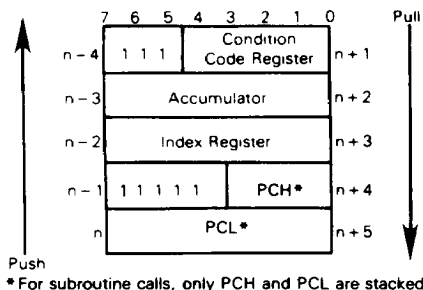 7 6 5 4 3 2 1 0
Pull
n – 4
1 1 1
Condition
Code Register
n + 1
n – 3
Accumulator
n + 2
n – 2
Index Register
n + 3
n – 1
1 1 1 1 1
PCH*
n + 4
n
PCL*
n + 5
Push
* For subroutine calls, only PCH and PCL are stacked